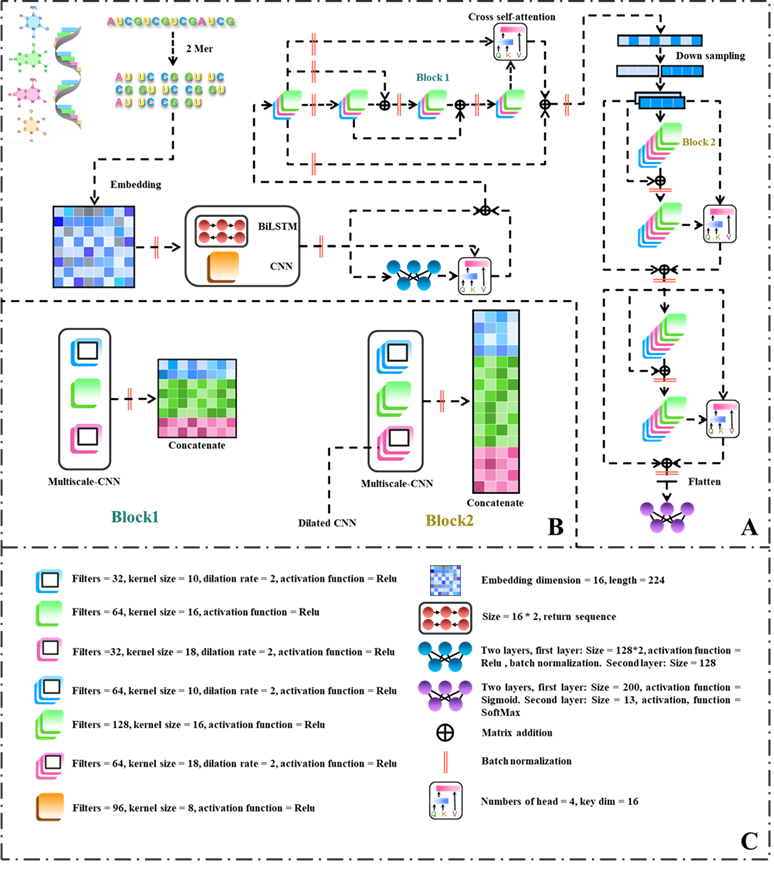 AUCGUCGUCGAUCG
2 Mer
AU UC CG GU UC
CG GU UC CG GU
AU UC CG GU
Embedding
BiLSTM
CNN
Q K V
Cross self-attention
Q K V
Block 1
Down sampling
Block 2
Q K V
Q K V
Flatten
A
Multiscale-CNN
Concatenate
Block1
Multiscale-CNN
Dilated CNN
Concatenate
Block2
B
Filters = 32, kernel size = 10, dilation rate = 2, activation function = Relu
Filters = 64, kernel size = 16, activation function = Relu
Filters =32, kernel size = 18, dilation rate = 2, activation function = Relu
Filters = 64, kernel size = 10, dilation rate = 2, activation function = Relu
Filters = 128, kernel size = 16, activation function = Relu
Filters = 64, kernel size = 18, dilation rate = 2, activation function = Relu
Filters = 96, kernel size = 8, activation function = Relu
Embedding dimension = 16, length = 224
Size = 16 * 2, return sequence
Two layers, first layer: Size = 128*2, activation function =
Relu , batch normalization. Second layer: Size = 128
Two layers, first layer: Size = 200, activation function =
Sigmoid. Second layer: Size = 13, activation, function =
SoftMax
Matrix addition
Batch normalization
Q K V
Numbers of head = 4, key dim = 16
C